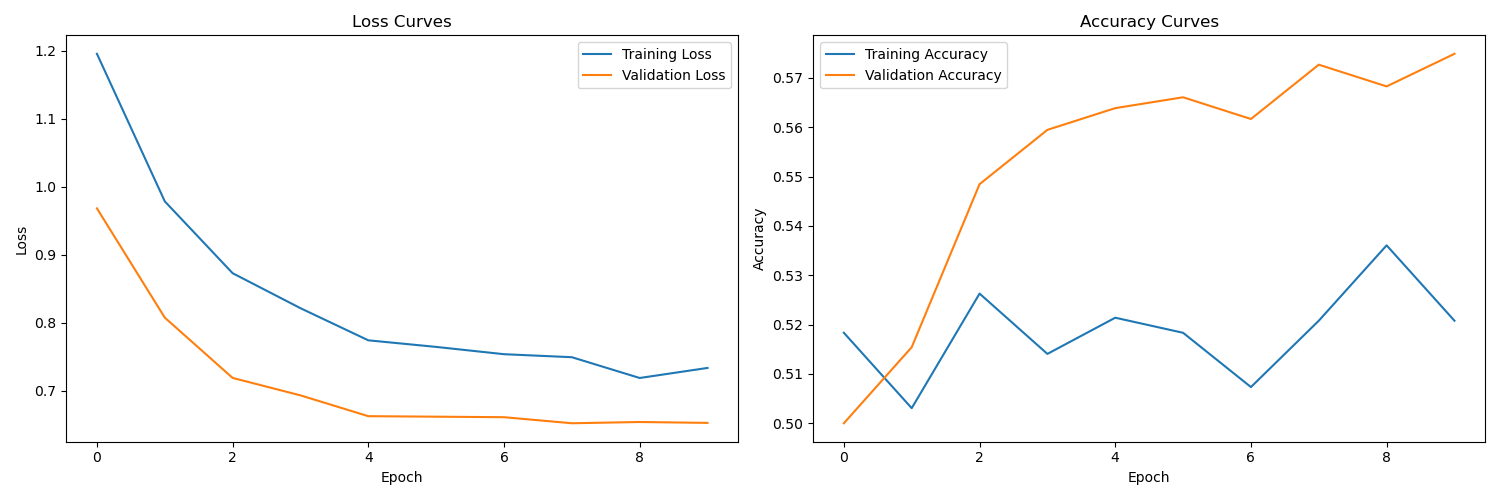 Loss Curves
Training Loss
Validation Loss
1.2
1.1
1.0
0.9
0.8
0.7
Loss
0 2 4 6 8
Epoch
Accuracy Curves
Training Accuracy
Validation Accuracy
0.57
0.56
0.55
0.54
0.53
0.52
0.51
0.50
Accuracy
0 2 4 6 8
Epoch